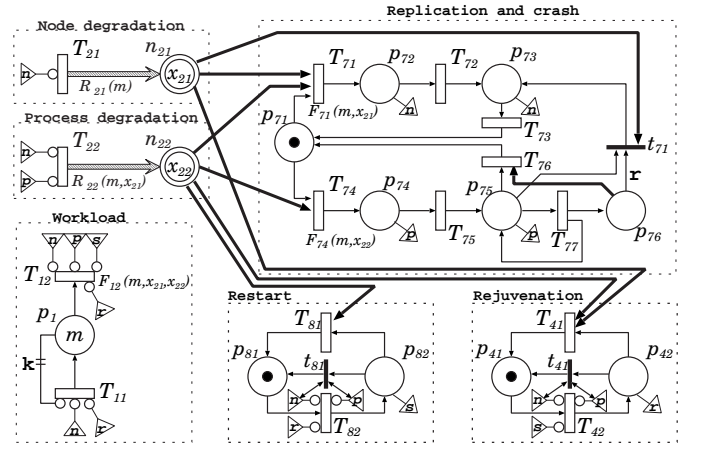 Node degradation
n
T21
R21(m)
n21
x21
Process degradation
n
p
T22
R22(m,x21)
n22
x22
Workload
n p s
T12
F12(m,x21,x22)
r
p1
m
k
T11
n
r
Replication and crash
T71
F71(m,x21)
p72
n
T72
p73
n
T73
p71
T76
t71
r
T74
F74(m,x22)
p74
p
T75
p75
p
T77
p76
Restart
T81
p81
t81
p82
n
p
s
r
T82
Rejuvenation
T41
p41
t41
p42
n
p
r
s
T42